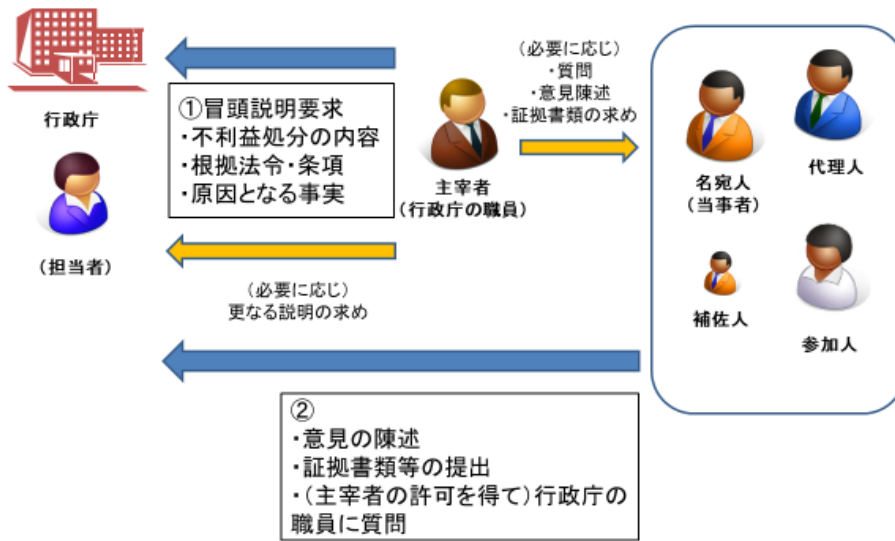 行政庁
(担当者)
①冒頭説明要求
・不利益処分の内容
・根拠法令・条項
・原因となる事実
主宰者
(行政庁の職員)
(必要に応じ)
・質問
・意見陳述
・証拠書類の求め
名宛人
(当事者)
代理人
補佐人
参加人
(必要に応じ)
更なる説明の求め
②
・意見の陳述
・証拠書類等の提出
・(主宰者の許可を得て)行政庁の
職員に質問